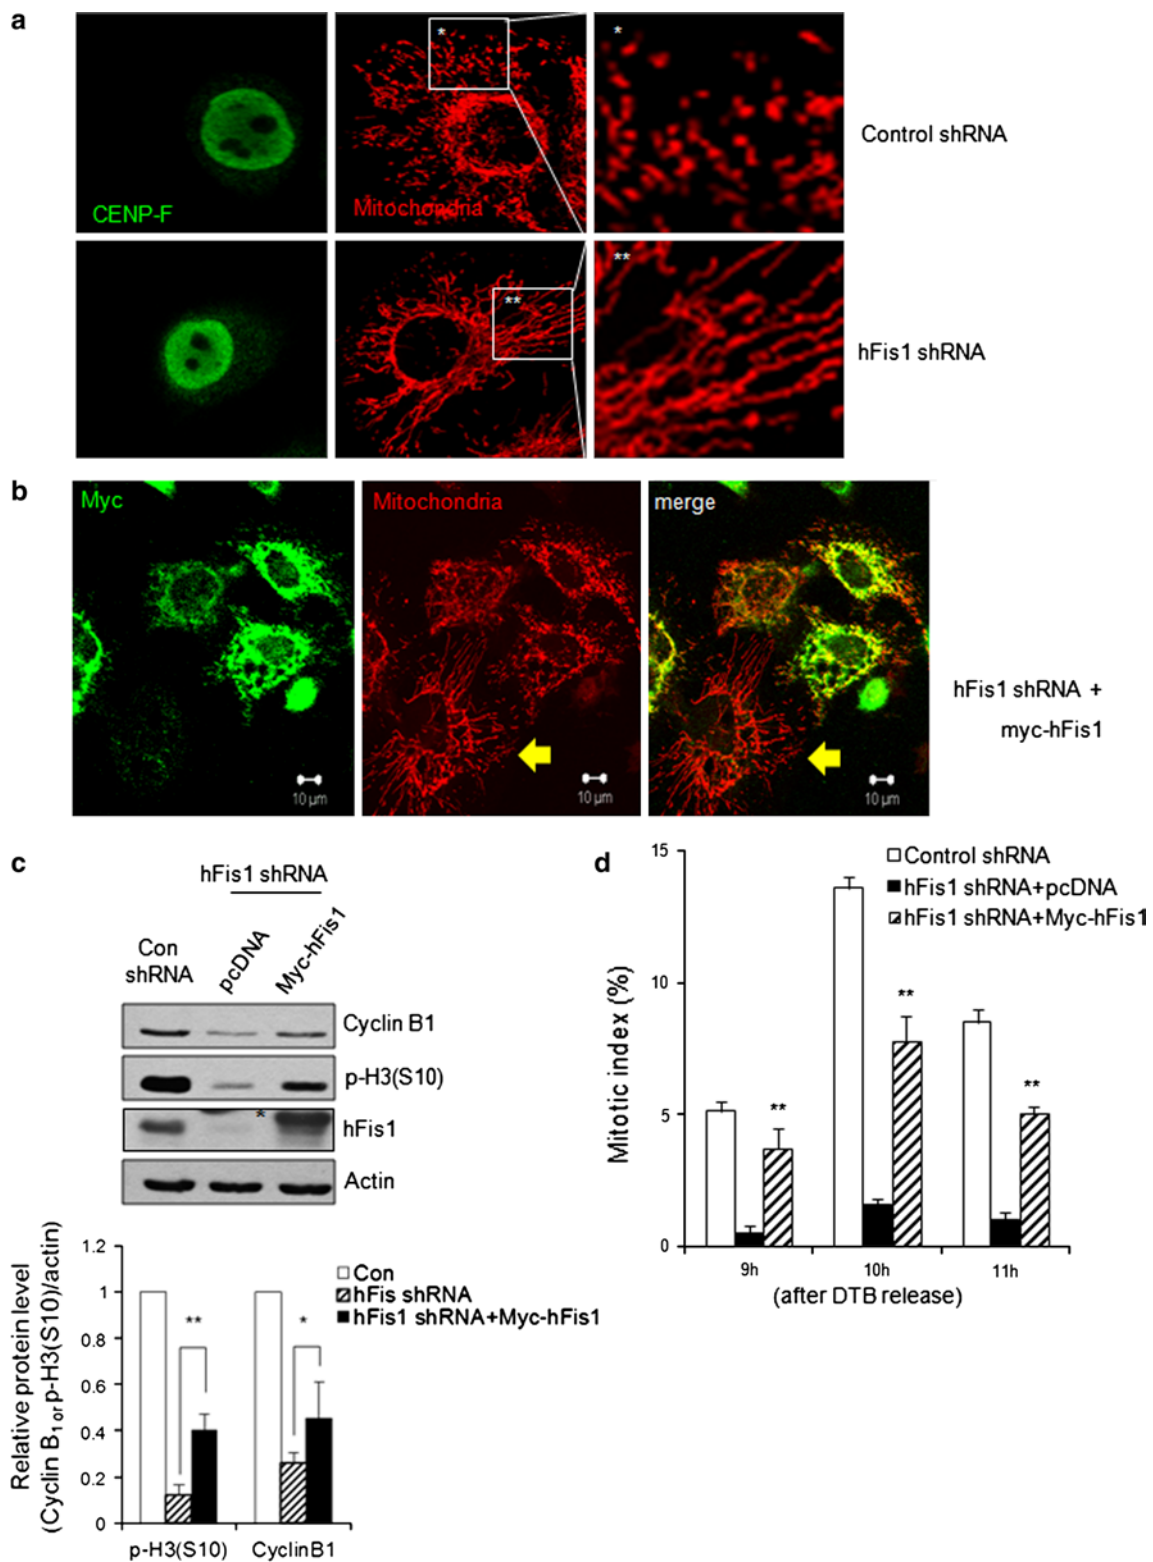 a
*
*
CENP-F
Mitochondria
Control shRNA
**
**
hFis1 shRNA
b
Myc
Mitochondria
merge
10 µm
10 µm
10 µm
hFis1 shRNA +
myc-hFis1
c
hFis1 shRNA
Con
shRNA
pcDNA
Myc-hFis1
Cyclin B1
p-H3(S10)
*
hFis1
Actin
Relative protein level
(Cyclin B1 or p-H3(S10)/actin)
1.2
1
0.8
0.6
0.4
0.2
0
**
*
Con
hFis shRNA
hFis1 shRNA+Myc-hFis1
p-H3(S10)
CyclinB1
d
Mitotic index (%)
15
10
5
0
Control shRNA
hFis1 shRNA+pcDNA
hFis1 shRNA+Myc-hFis1
**
**
**
9h
10h
11h
(after DTB release)